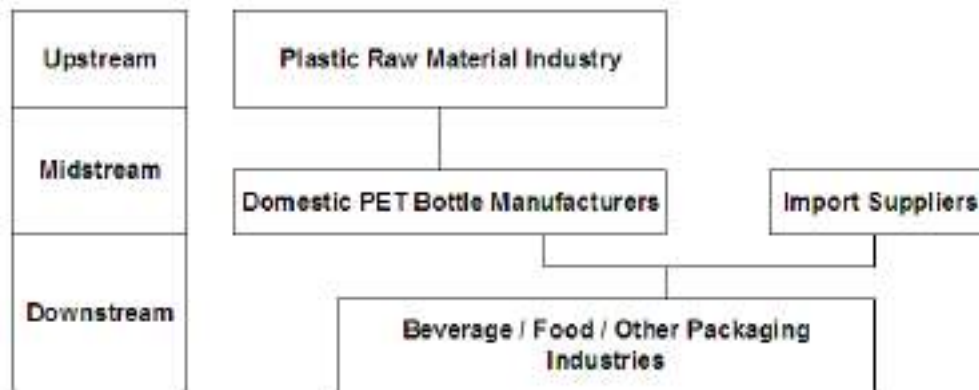 Upstream
Plastic Raw Material Industry
Midstream
Domestic PET Bottle Manufacturers
Import Suppliers
Downstream
Beverage / Food / Other Packaging
Industries